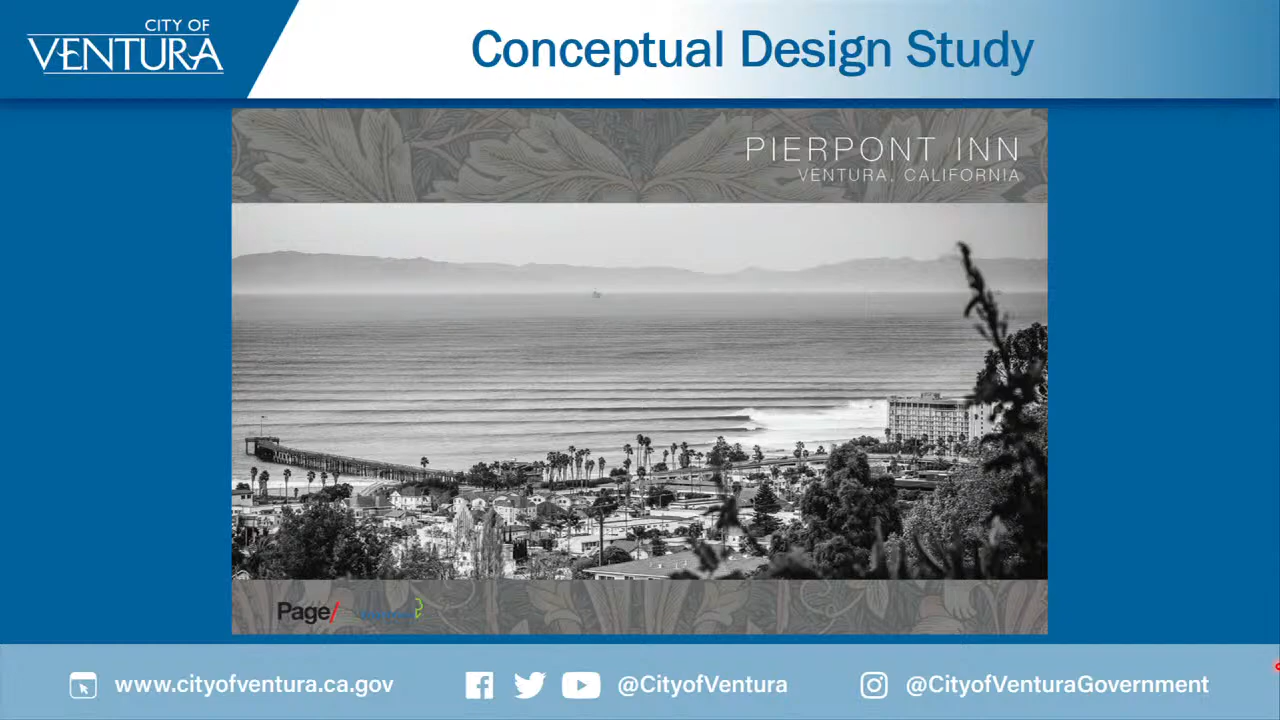 CITY OF
VENTURA
Conceptual Design Study
PIERPONT INN
VENTURA, CALIFORNIA
Page/
www.cityofventura.ca.gov
@CityofVentura
@CityofVenturaGovernment